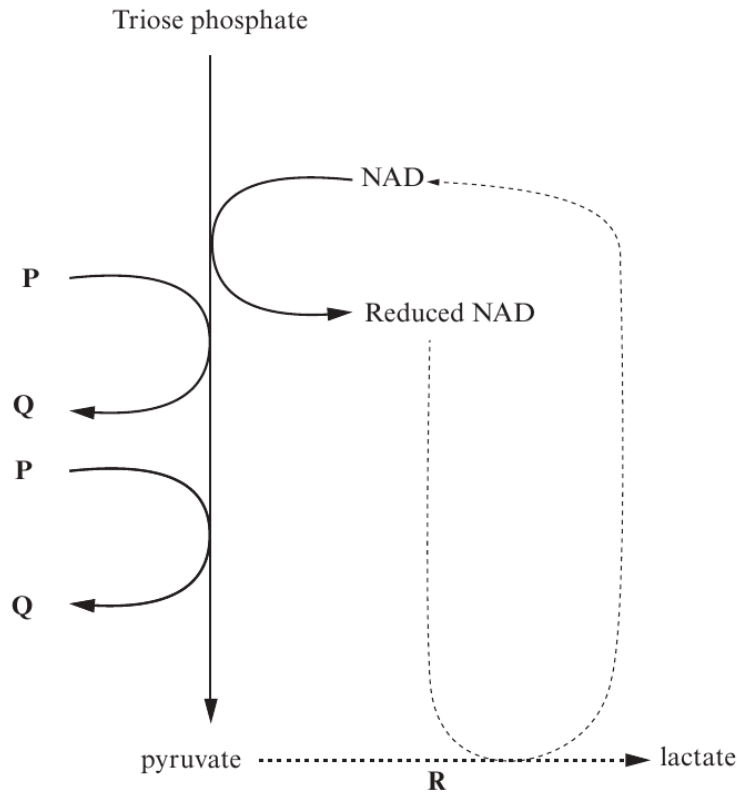 Triose phosphate
NAD
P
Reduced NAD
Q
P
Q
pyruvate
lactate
R